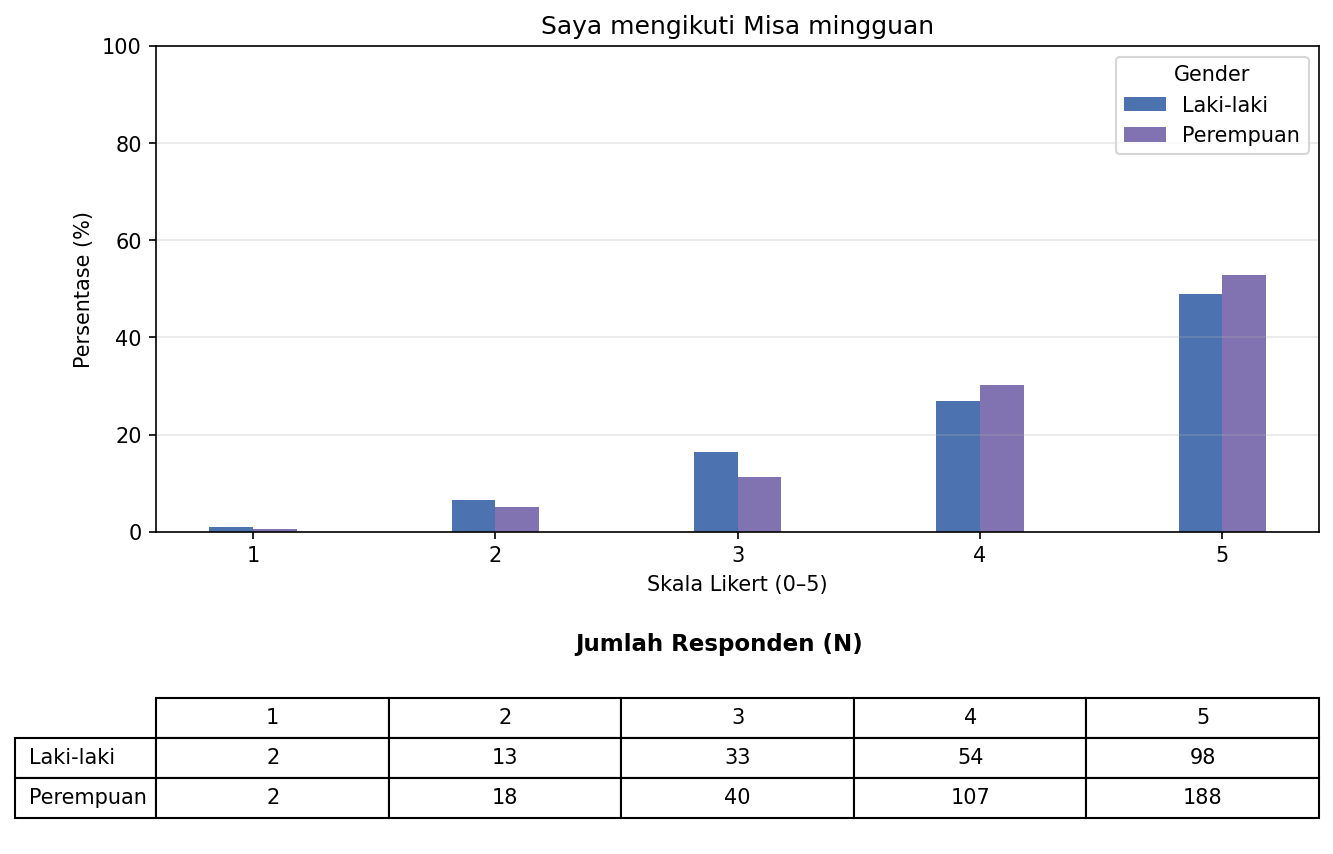 Saya mengikuti Misa mingguan
100
80
60
40
20
0
Persentase (%)
Gender
Laki-laki
Perempuan
1 2 3 4 5
Skala Likert (0–5)
Jumlah Responden (N)
1 2 3 4 5
Laki-laki 2 13 33 54 98
Perempuan 2 18 40 107 188